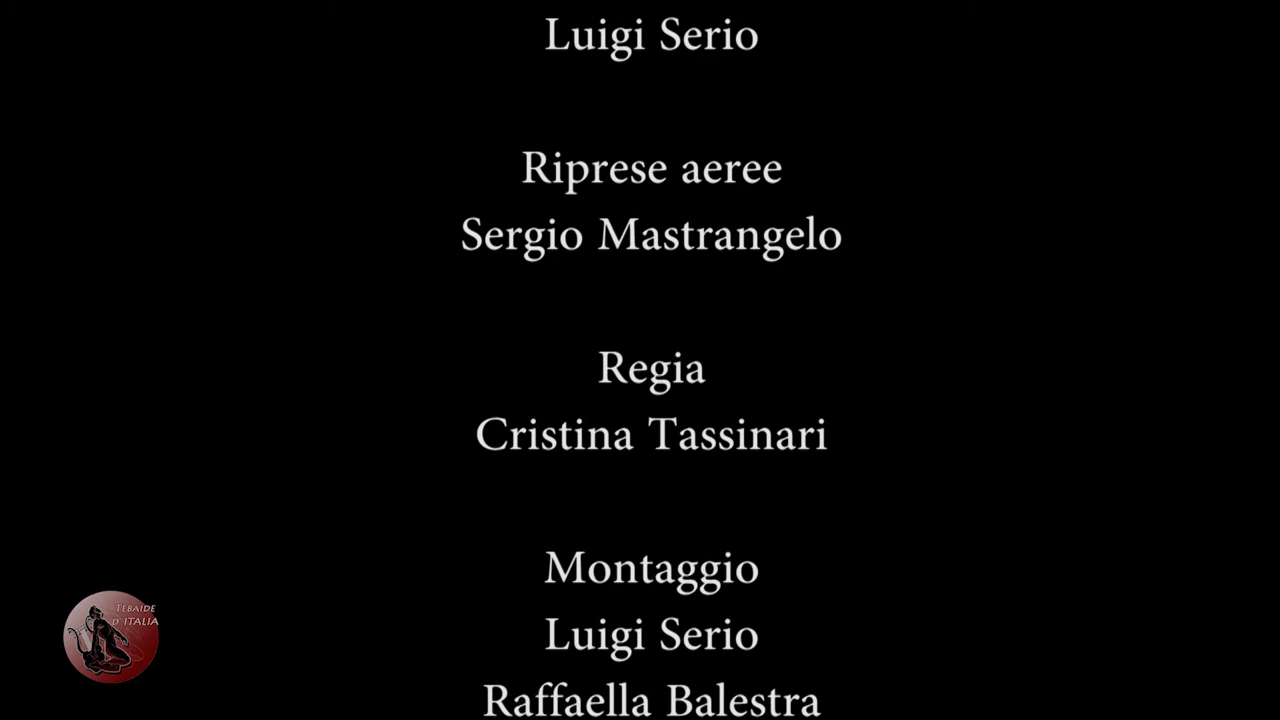 Luigi Serio
Riprese aeree
Sergio Mastrangelo
Regia
Cristina Tassinari
Montaggio
Luigi Serio
Raffaella Balestra
TEBAIDE
D'ITALIA